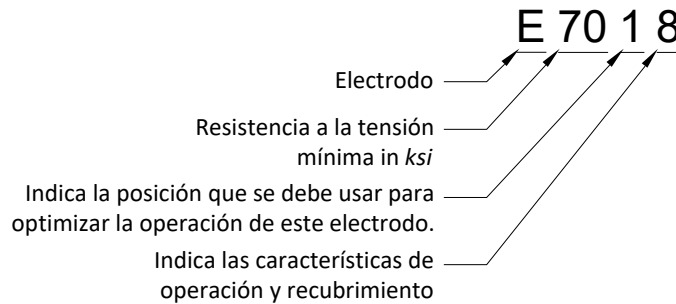 E 70 1 8
Electrodo
Resistencia a la tensión
mínima in ksi
Indica la posición que se debe usar para
optimizar la operación de este electrodo.
Indica las características de
operación y recubrimiento